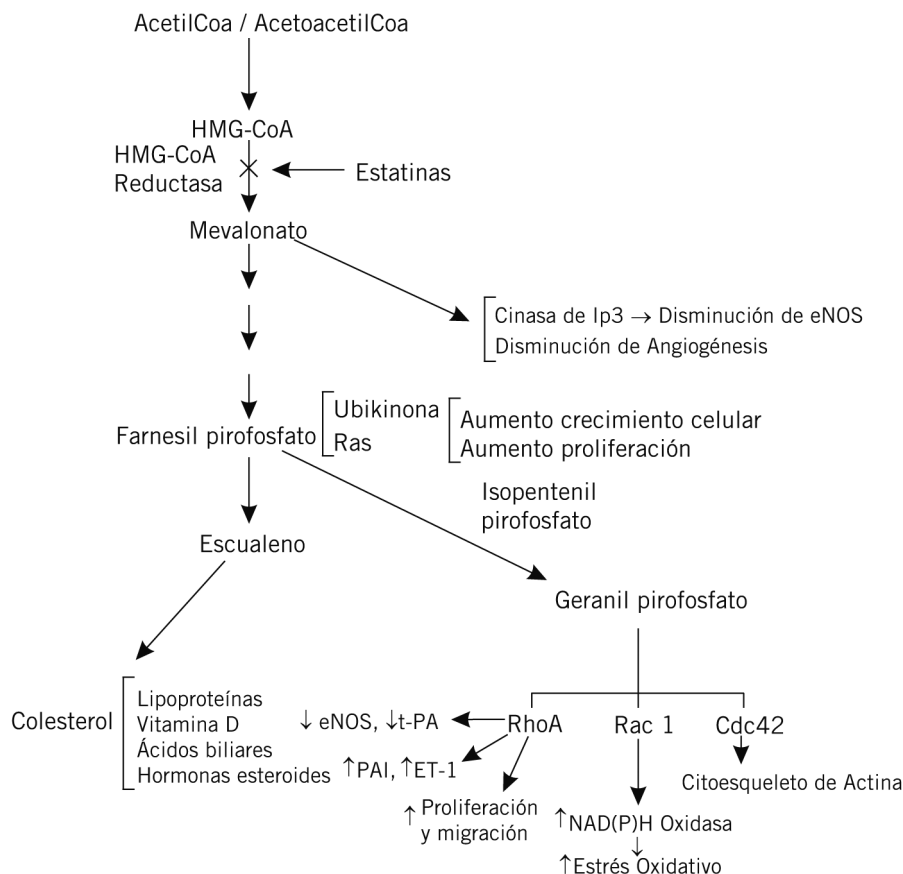 AcetilCoa / AcetoacetilCoa
HMG-CoA
HMG-CoA
Reductasa
Estatinas
Mevalonato
Cinasa de Ip3 → Disminución de eNOS
Disminución de Angiogénesis
Farnesil pirofosfato
Ubikinona
Ras
Aumento crecimiento celular
Aumento proliferación
Isopentenil
pirofosfato
Escualeno
Geranil pirofosfato
Colesterol
Lipoproteínas
Vitamina D
Ácidos biliares
Hormonas esteroides
↓ eNOS, ↓t-PA
RhoA
Rac 1
Cdc42
↑PAI, ↑ET-1
Citoesqueleto de Actina
↑ Proliferación
y migración
↑NAD(P)H Oxidasa
↓
↑Estrés Oxidativo